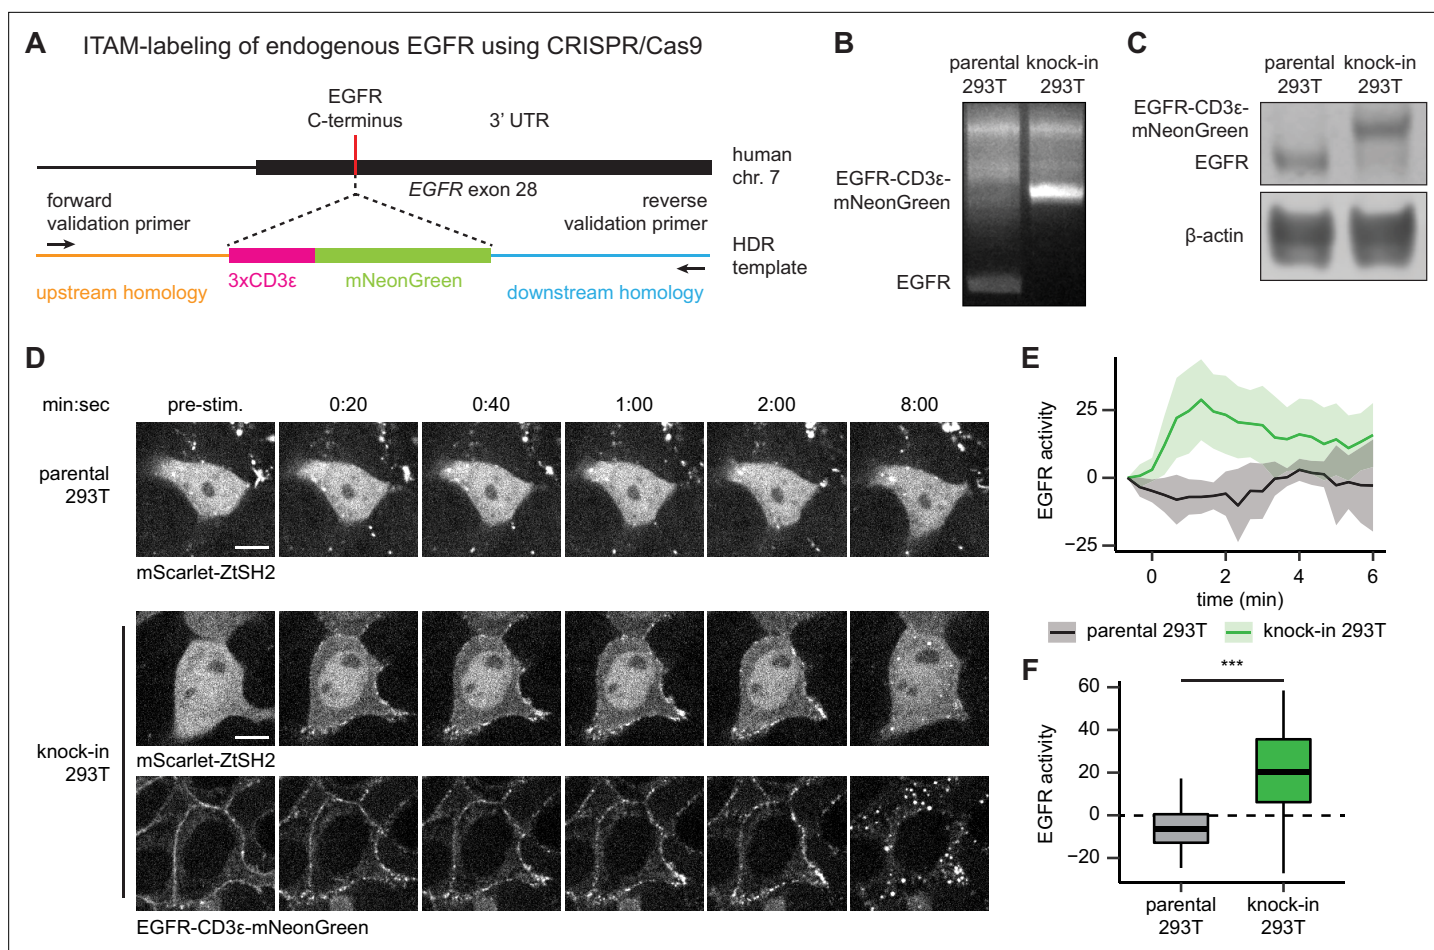 A ITAM-labeling of endogenous EGFR using CRISPR/Cas9
EGFR
C-terminus
3’ UTR
human
chr. 7
EGFR exon 28
forward
validation primer
reverse
validation primer
HDR
template
3xCD3ε
mNeonGreen
upstream homology
downstream homology
B
parental
293T
knock-in
293T
EGFR-CD3ε-
mNeonGreen
EGFR
C
parental
293T
knock-in
293T
EGFR-CD3ε-
mNeonGreen
EGFR
β-actin
D
min:sec pre-stim. 0:20 0:40 1:00 2:00 8:00
parental
293T
mScarlet-ZtSH2
knock-in
293T
mScarlet-ZtSH2
EGFR-CD3ε-mNeonGreen
E
EGFR activity
25
0
−25
0 2 4 6
time (min)
parental 293T knock-in 293T
F
***
EGFR activity
60
40
20
0
−20
parental
293T
knock-in
293T